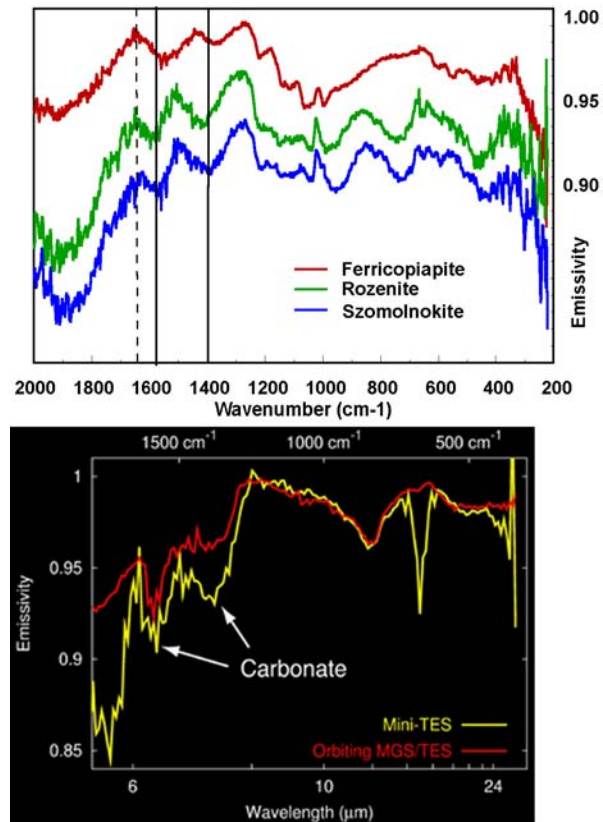 1.00
0.95
0.90
Emissivity
Ferricopiapite
Rozenite
Szomolnokite
2000 1800 1600 1400 1200 1000 800 600 400 200
Wavenumber (cm-1)
1500 cm⁻¹ 1000 cm⁻¹ 500 cm⁻¹
1
0.95
0.9
0.85
Emissivity
Carbonate
Mini-TES
Orbiting MGS/TES
6 10 24
Wavelength (μm)